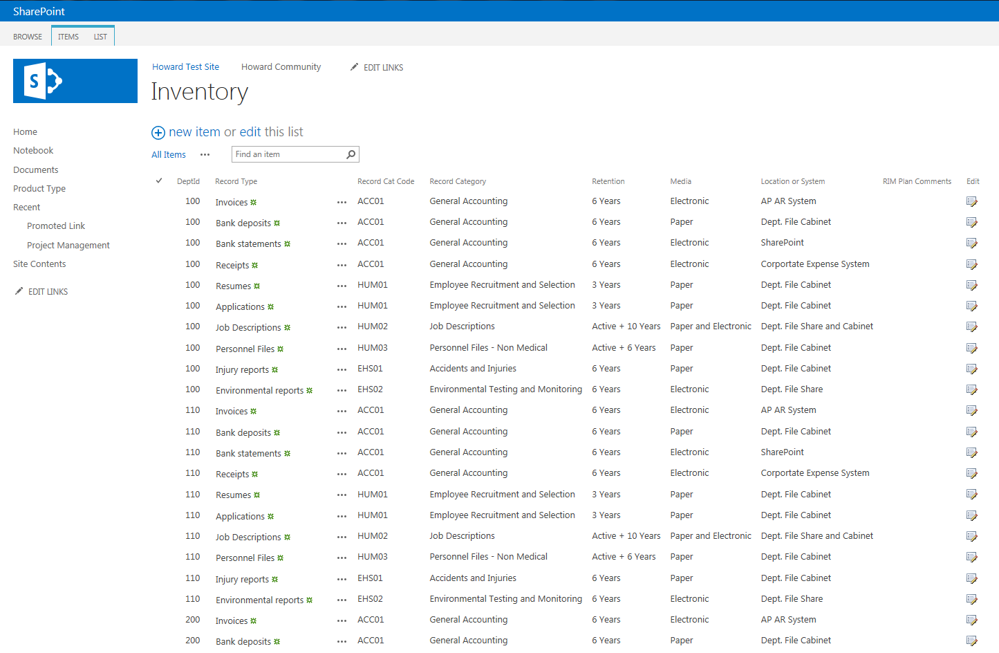 SharePoint
BROWSE ITEMS LIST
S
Howard Test Site Howard Community EDIT LINKS
Inventory
Home
Notebook
Documents
Product Type
Recent
Promoted Link
Project Management
Site Contents
EDIT LINKS
new item or edit this list
All Items ••• Find an item
DeptId Record Type Record Cat Code Record Category Retention Media Location or System RIM Plan Comments Edit
100 Invoices ••• ACC01 General Accounting 6 Years Electronic AP AR System
100 Bank deposits ••• ACC01 General Accounting 6 Years Paper Dept. File Cabinet
100 Bank statements ••• ACC01 General Accounting 6 Years Electronic SharePoint
100 Receipts ••• ACC01 General Accounting 6 Years Electronic Corportate Expense System
100 Resumes ••• HUM01 Employee Recruitment and Selection 3 Years Paper Dept. File Cabinet
100 Applications ••• HUM01 Employee Recruitment and Selection 3 Years Paper Dept. File Cabinet
100 Job Descriptions ••• HUM02 Job Descriptions Active + 10 Years Paper and Electronic Dept. File Share and Cabinet
100 Personnel Files ••• HUM03 Personnel Files - Non Medical Active + 6 Years Paper Dept. File Cabinet
100 Injury reports ••• EHS01 Accidents and Injuries 6 Years Paper Dept. File Cabinet
100 Environmental reports ••• EHS02 Environmental Testing and Monitoring 6 Years Electronic Dept. File Share
110 Invoices ••• ACC01 General Accounting 6 Years Electronic AP AR System
110 Bank deposits ••• ACC01 General Accounting 6 Years Paper Dept. File Cabinet
110 Bank statements ••• ACC01 General Accounting 6 Years Electronic SharePoint
110 Receipts ••• ACC01 General Accounting 6 Years Electronic Corportate Expense System
110 Resumes ••• HUM01 Employee Recruitment and Selection 3 Years Paper Dept. File Cabinet
110 Applications ••• HUM01 Employee Recruitment and Selection 3 Years Paper Dept. File Cabinet
110 Job Descriptions ••• HUM02 Job Descriptions Active + 10 Years Paper and Electronic Dept. File Share and Cabinet
110 Personnel Files ••• HUM03 Personnel Files - Non Medical Active + 6 Years Paper Dept. File Cabinet
110 Injury reports ••• EHS01 Accidents and Injuries 6 Years Paper Dept. File Cabinet
110 Environmental reports ••• EHS02 Environmental Testing and Monitoring 6 Years Electronic Dept. File Share
200 Invoices ••• ACC01 General Accounting 6 Years Electronic AP AR System
200 Bank deposits ••• ACC01 General Accounting 6 Years Paper Dept. File Cabinet